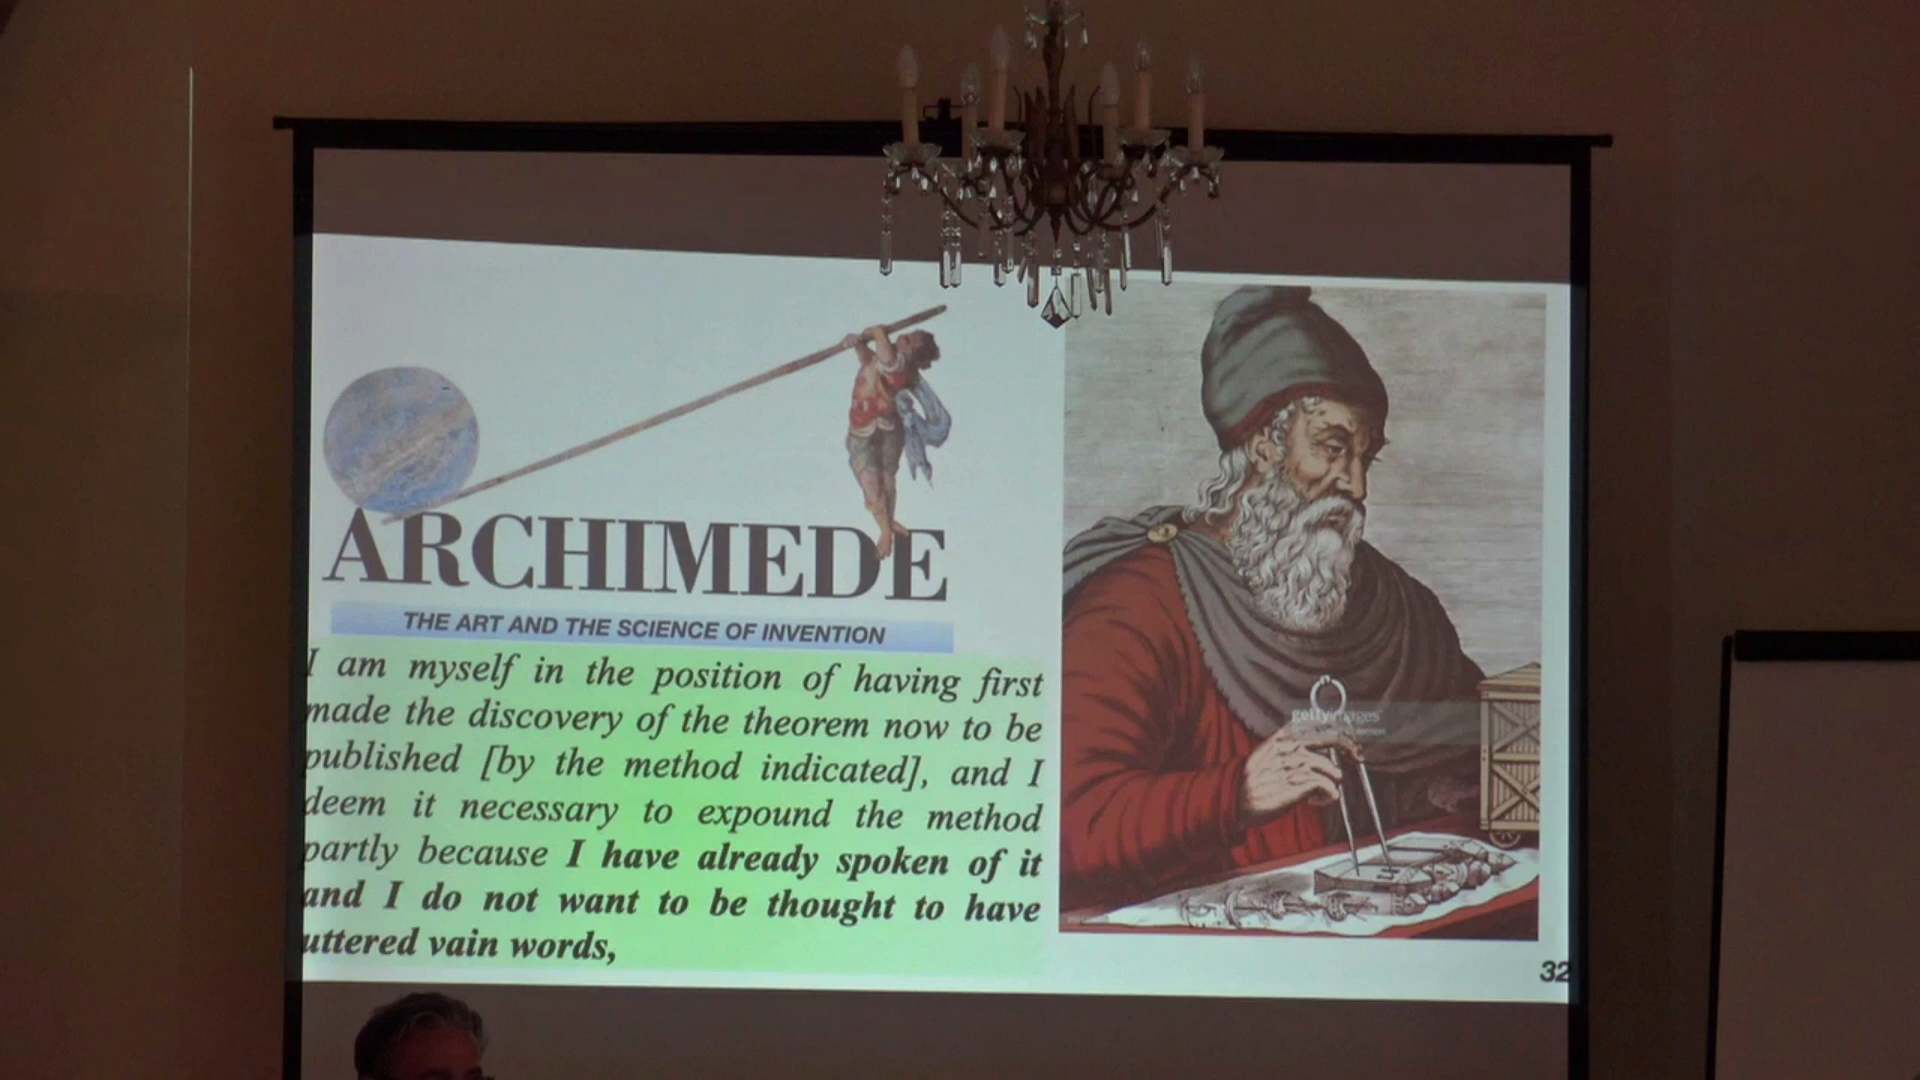 ARCHIMEDE
THE ART AND THE SCIENCE OF INVENTION
I am myself in the position of having first
made the discovery of the theorem now to be
published [by the method indicated], and I
deem it necessary to expound the method
partly because I have already spoken of it
and I do not want to be thought to have
uttered vain words,
gettyimages
32